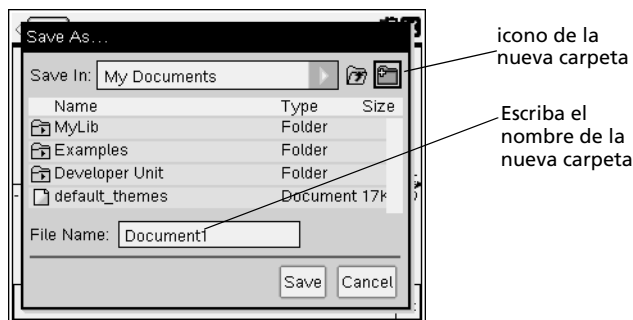 Save As...
Save In: My Documents
Name Type Size
MyLib Folder
Examples Folder
Developer Unit Folder
default_themes Document 17K
File Name: Document1
Save Cancel
icono de la
nueva carpeta
Escriba el
nombre de la
nueva carpeta